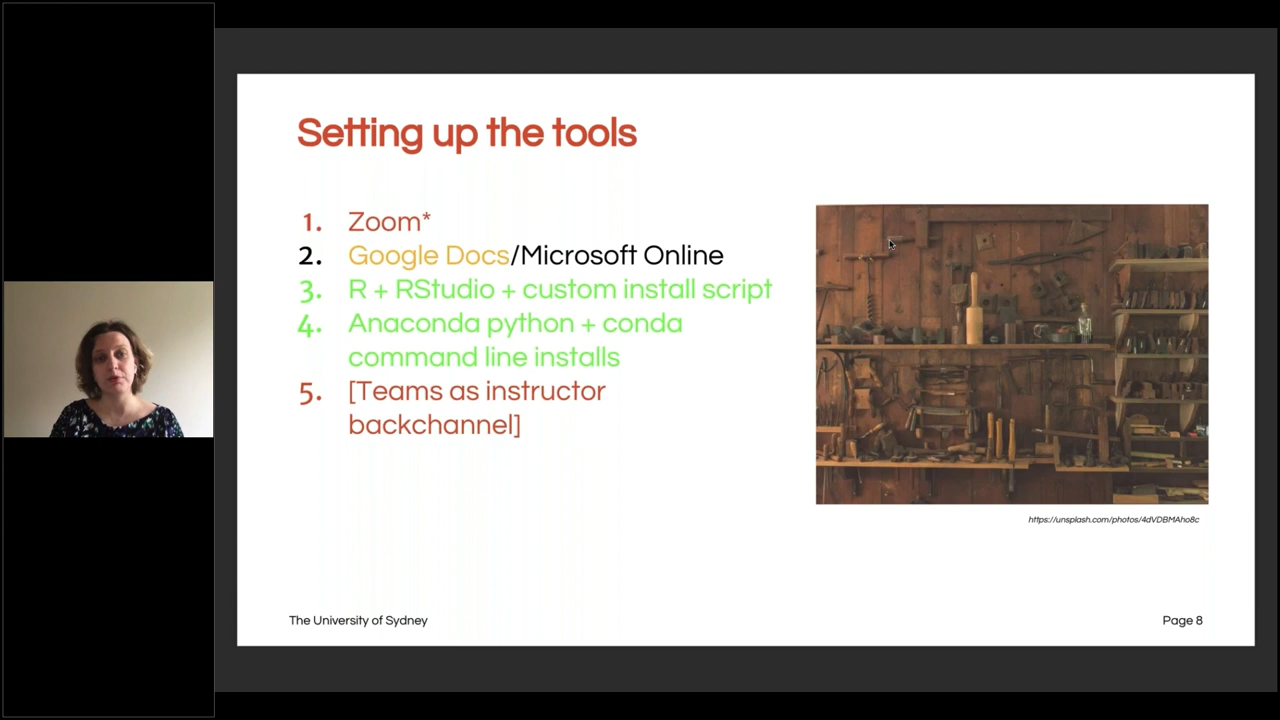 Setting up the tools
1. Zoom*
2. Google Docs/Microsoft Online
3. R + RStudio + custom install script
4. Anaconda python + conda
command line installs
5. [Teams as instructor
backchannel]
https://unsplash.com/photos/4dVDBMAho8c
The University of Sydney
Page 8